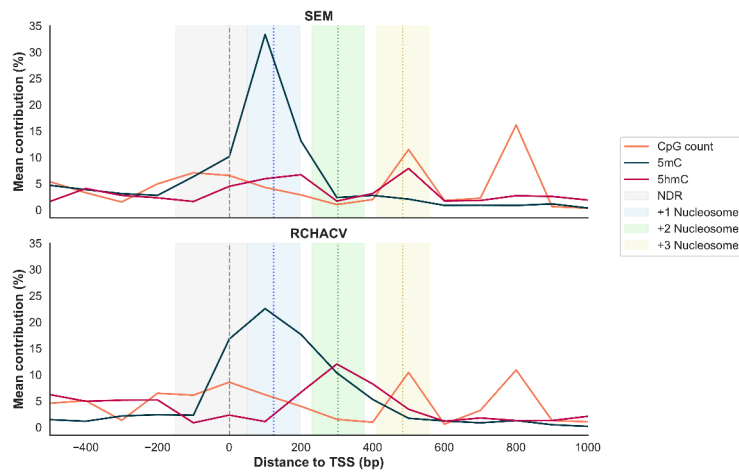 SEM
Mean contribution (%)
35
30
25
20
15
10
5
0
CpG count
5mC
5hmC
NDR
+1 Nucleosome
+2 Nucleosome
+3 Nucleosome
RCHACV
Mean contribution (%)
35
30
25
20
15
10
5
0
−400 −200 0 200 400 600 800 1000
Distance to TSS (bp)